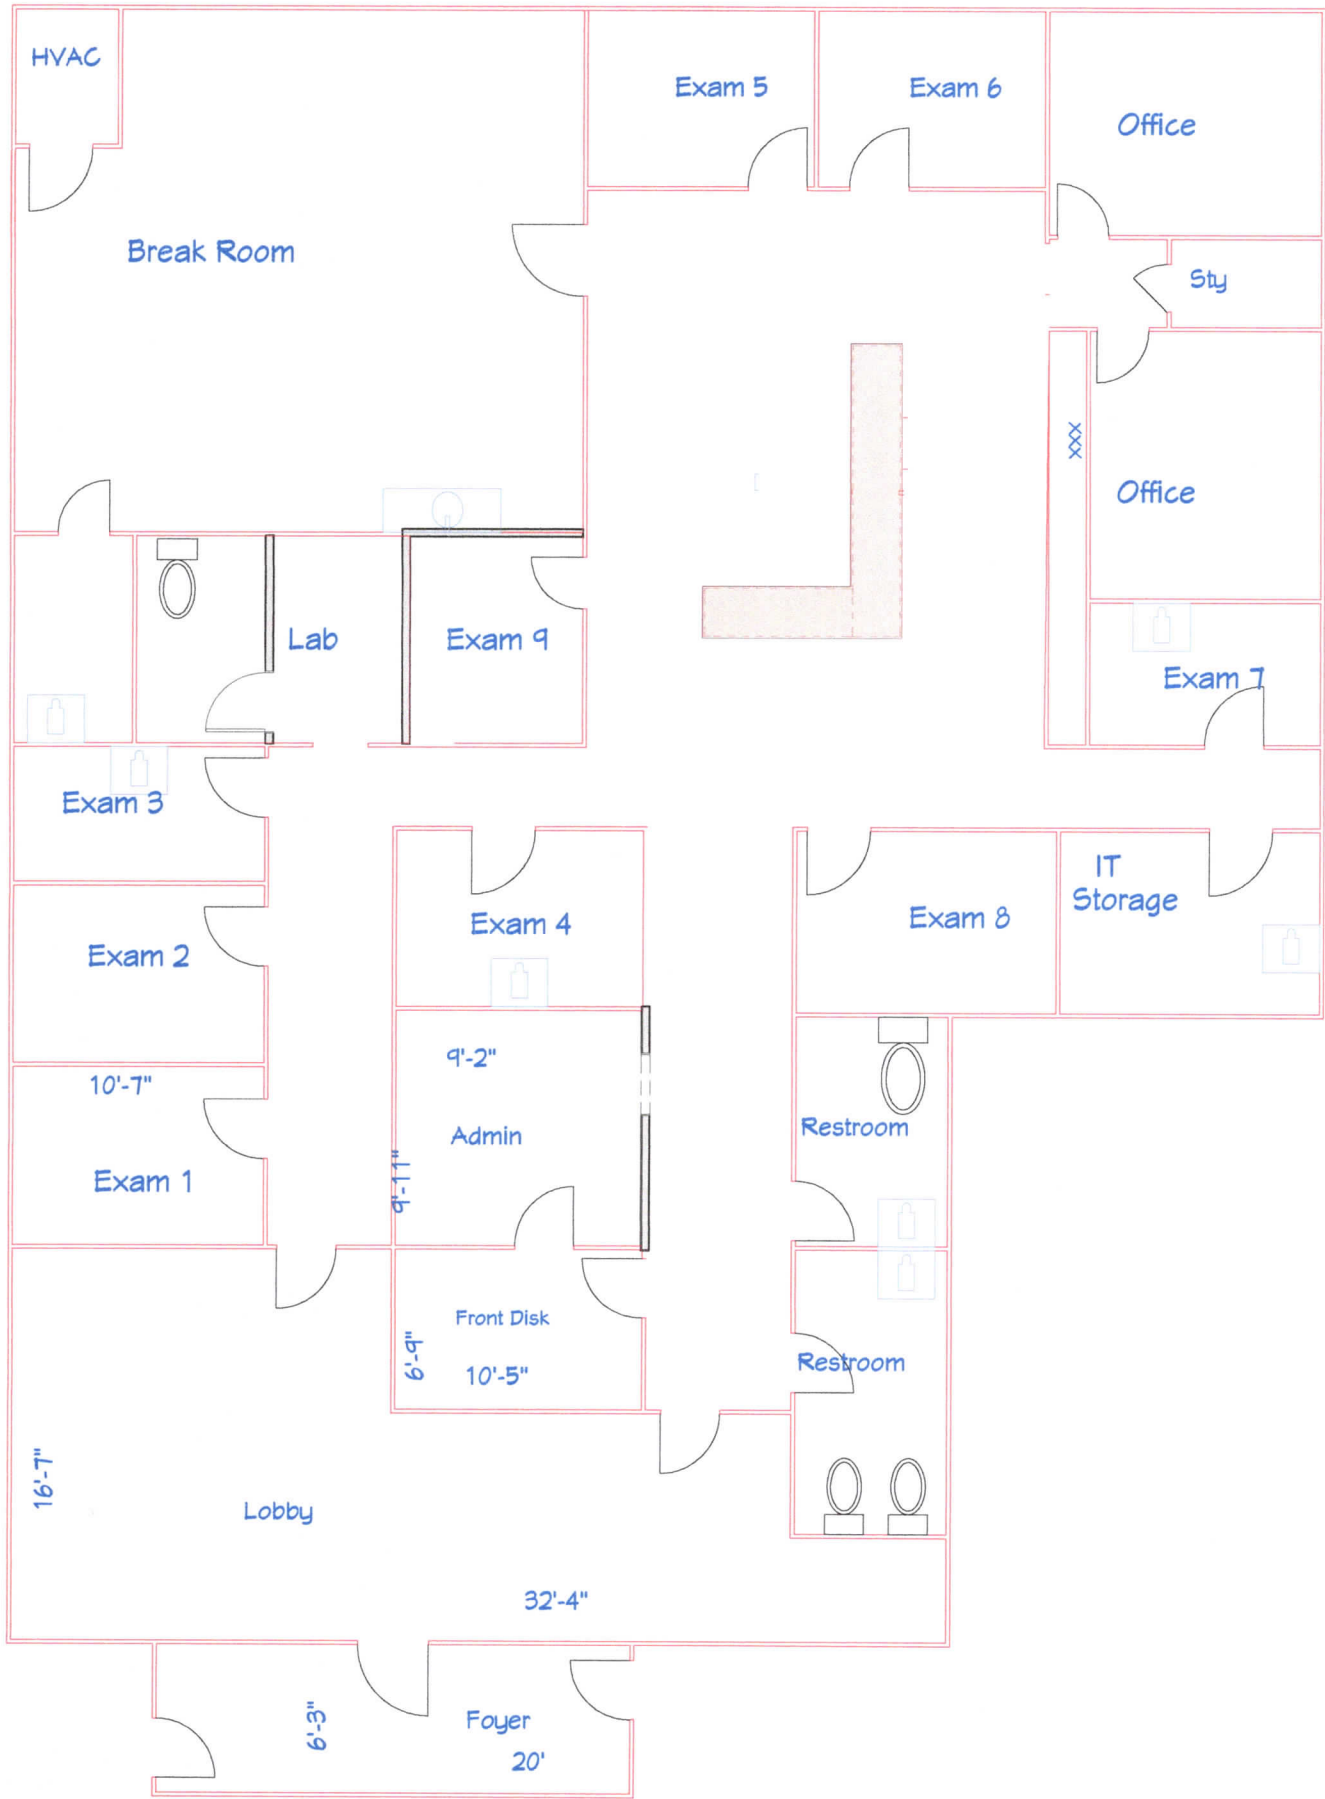 HVAC
Exam 5
Exam 6
Office
Break Room
Sty
xxx
Office
Lab
Exam 9
Exam 7
Exam 3
IT
Storage
Exam 4
Exam 8
Exam 2
9'-2"
10'-7"
Admin
Restroom
9'-11"
Exam 1
Front Disk
6'-9"
10'-5"
Restroom
16'-7"
Lobby
32'-4"
6'-3"
Foyer
20'